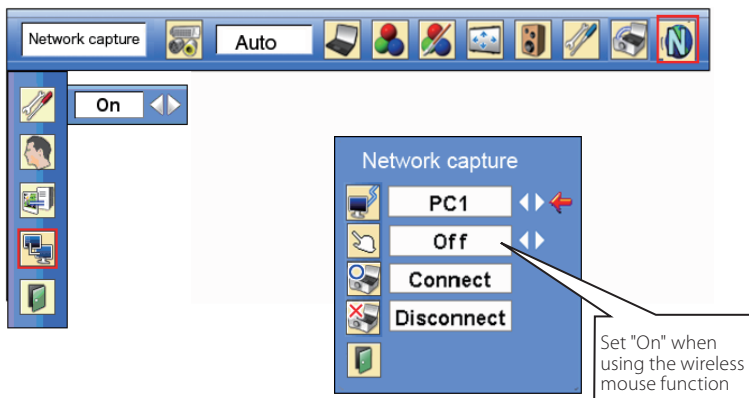 Network capture
Auto
N
On
Network capture
PC1
Off
Connect
Disconnect
Set "On" when
using the wireless
mouse function